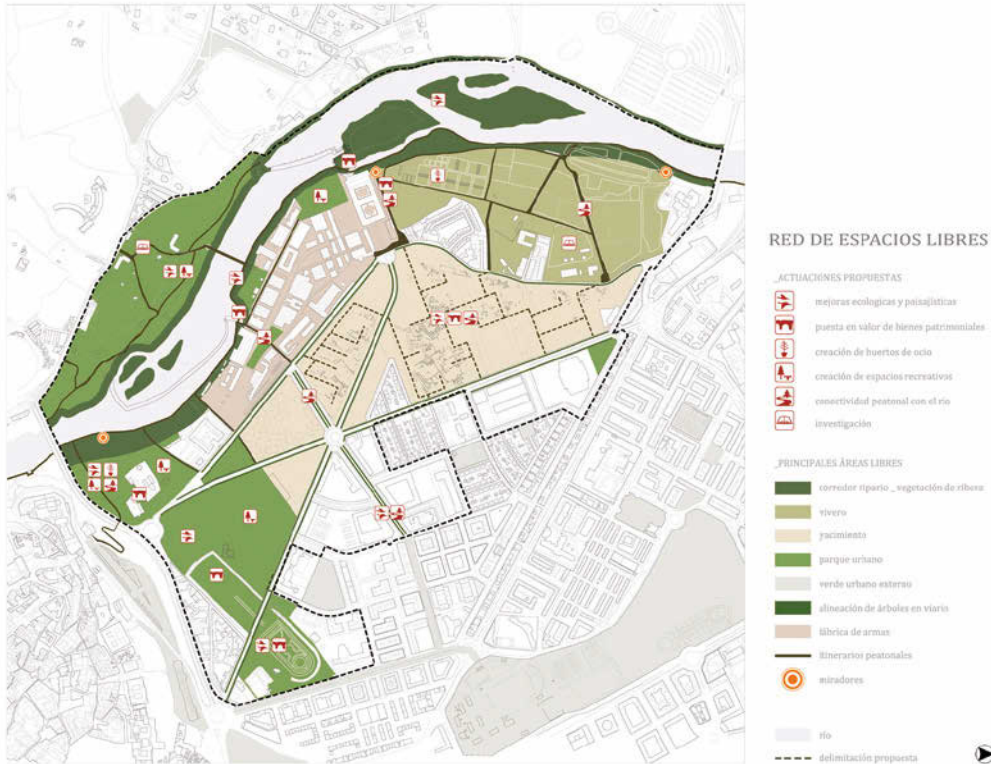 RED DE ESPACIOS LIBRES
_ACTUACIONES PROPUESTAS
mejoras ecologicas y paisajísticas
puesta en valor de bienes patrimoniales
creación de huertos de ocio
creación de espacios recreativos
conectividad peatonal con el rio
investigación
_PRINCIPALES ÁREAS LIBRES
corredor ripario _ vegetación de ribera
vivero
yacimiento
parque urbano
verde urbano externo
alineación de árboles en viario
fábrica de armas
itinerarios peatonales
miradores
río
delimitación propuesta